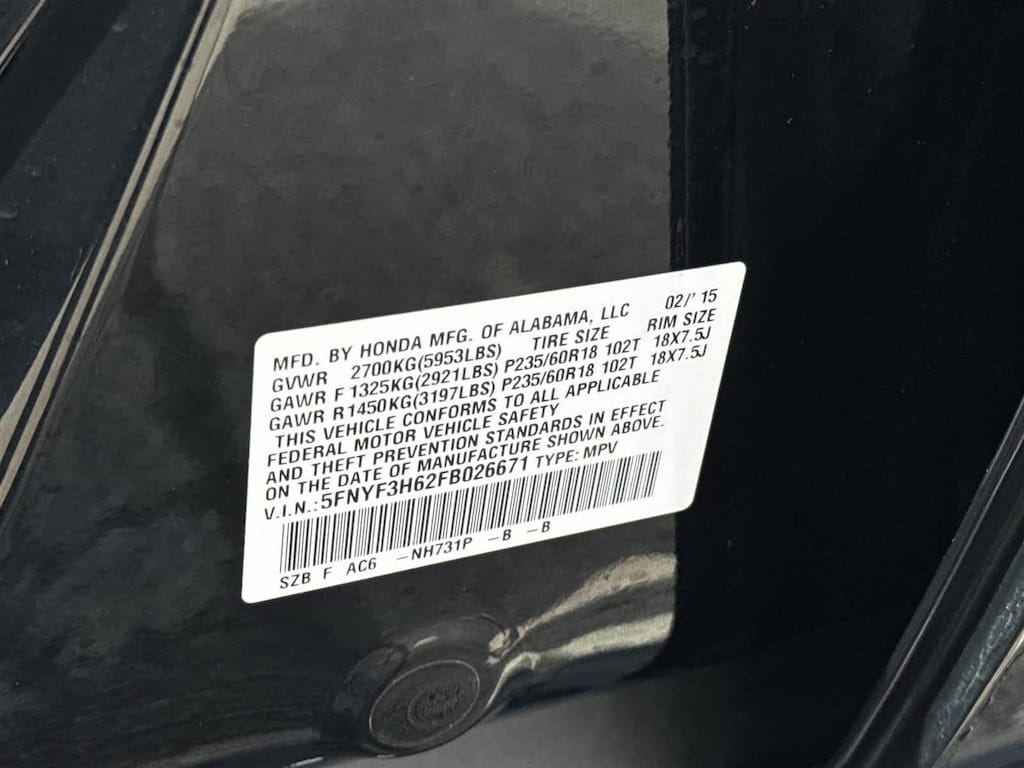 MFD. BY HONDA MFG. OF ALABAMA, LLC 02/' 15
GVWR 2700KG(5953LBS) TIRE SIZE RIM SIZE
GAWR F 1325KG(2921LBS) P235/60R18 102T 18X7.5J
GAWR R1450KG(3197LBS) P235/60R18 102T 18X7.5J
THIS VEHICLE CONFORMS TO ALL APPLICABLE
FEDERAL MOTOR VEHICLE SAFETY
AND THEFT PREVENTION STANDARDS IN EFFECT
ON THE DATE OF MANUFACTURE SHOWN ABOVE.
V.I.N.:5FNYF3H62FB026671 TYPE: MPV
SZB F AC6 –NH731P –B –B